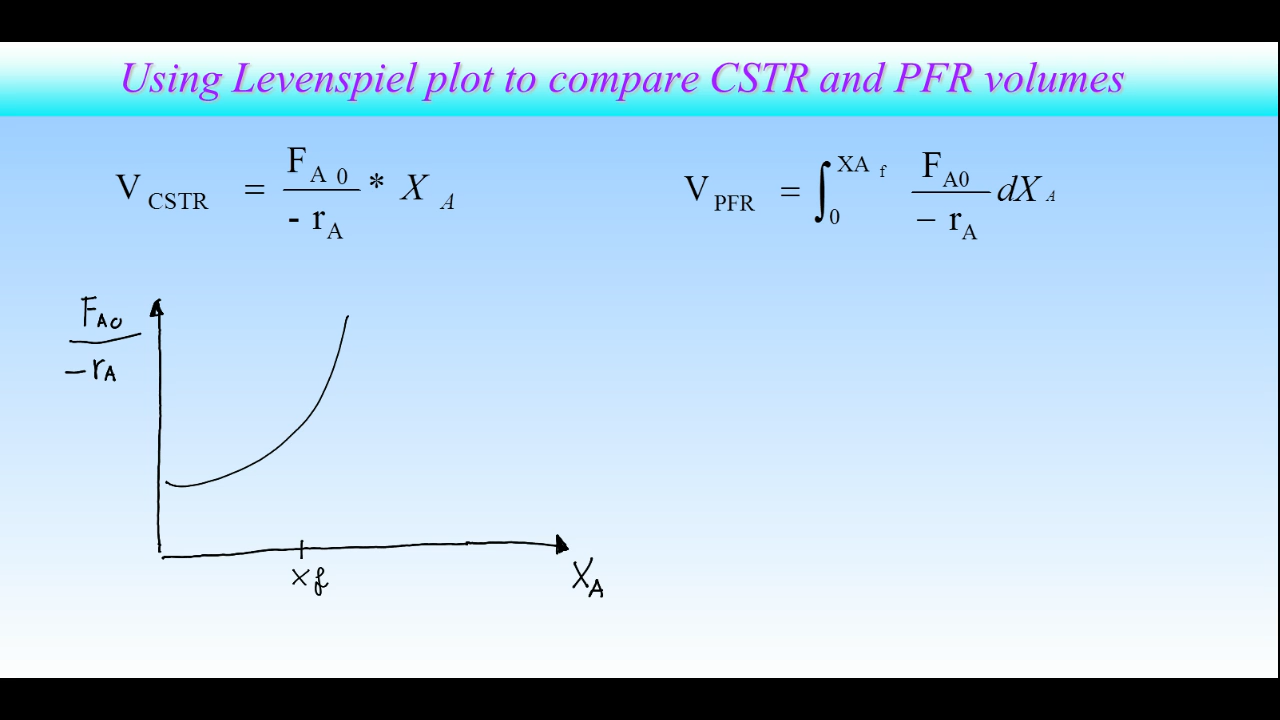 Using Levenspiel plot to compare CSTR and PFR volumes
V CSTR = F A 0 / - r A * X A
V PFR = ∫ 0 XA f F A0 / − r A dX A
F A0 / − r A
x f
X A